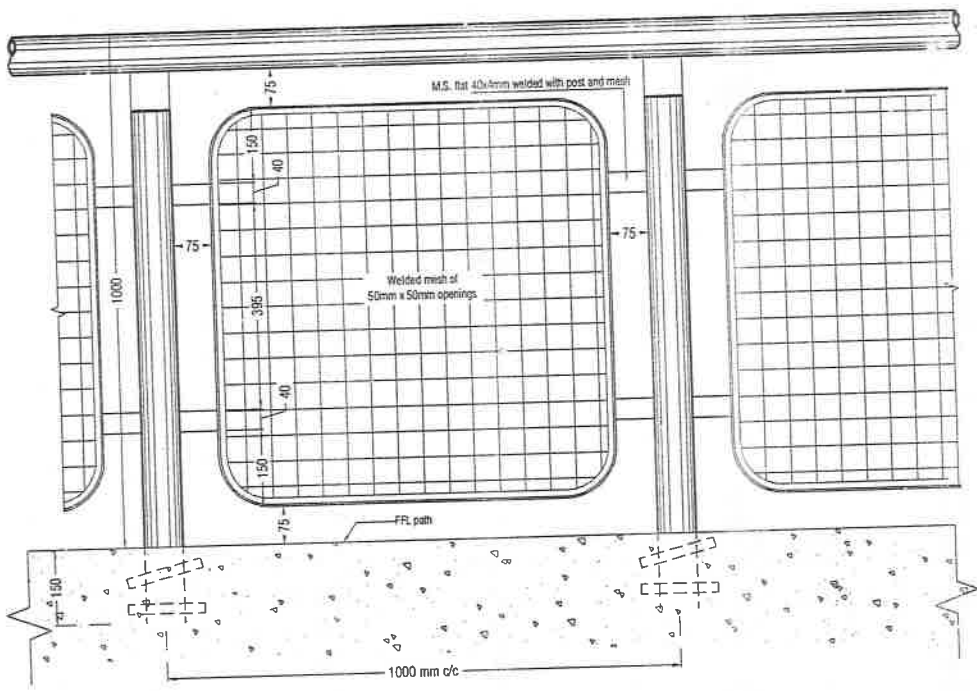 75
M.S. flat 40x4mm welded with post and mesh
150
40
75
75
1000
Welded mesh of
50mm x 50mm openings
395
40
150
75
FFL path
150
1000 mm c/c